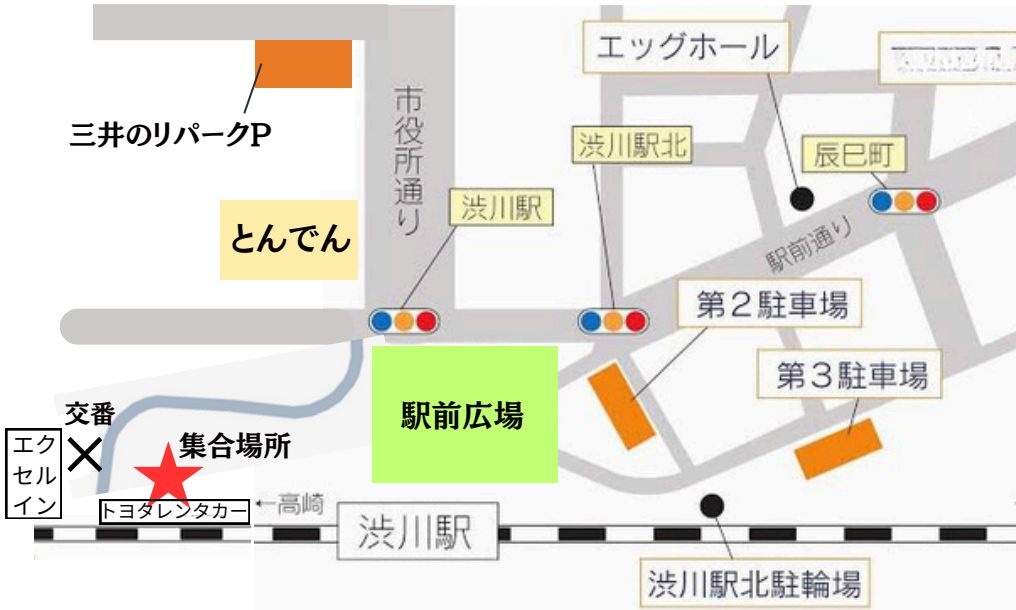 エッグホール
三井のリパークP
市役所通り
渋川駅北
辰巳町
渋川駅
とんでん
駅前通り
第2駐車場
第3駐車場
駅前広場
交番
集合場所
エク
セル
イン
トヨタレンタカー
←高崎
渋川駅
渋川駅北駐輪場